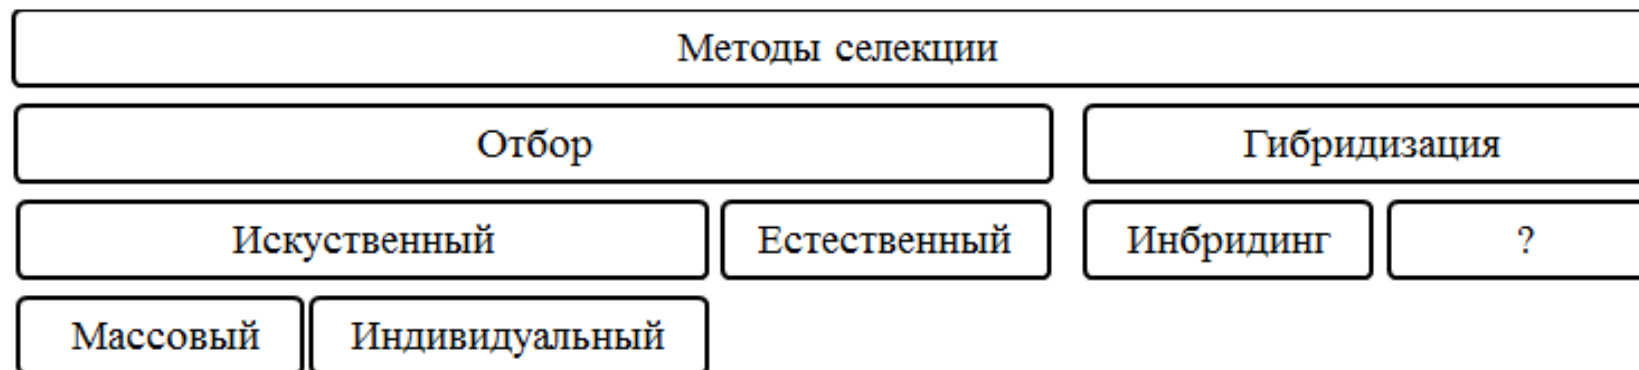 Методы селекции
Отбор Гибридизация
Искуственный Естественный Инбридинг ?
Массовый Индивидуальный